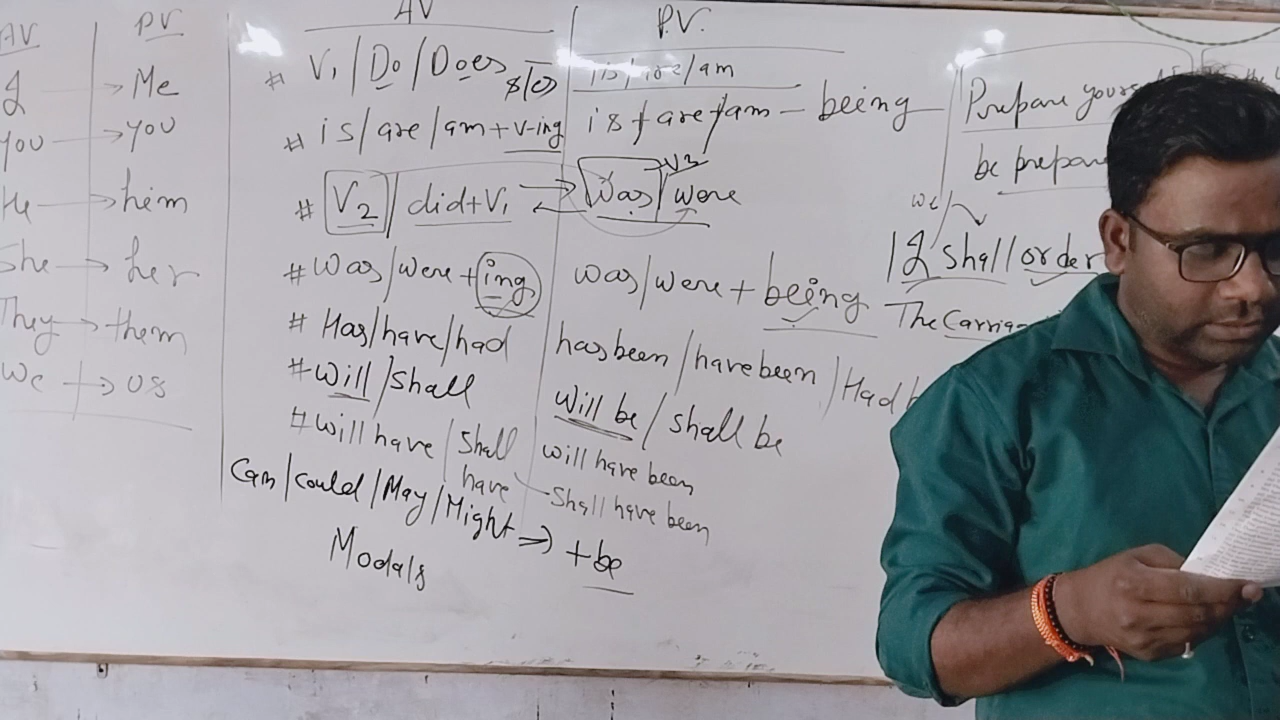 AV | PV
I → Me
You → you
He → him
She → her
They → them
We → us
AV | P.V.
# V₁ / Do / Does s/es | is/are/am
# is/are/am + v-ing | is/are/am - being
# V₂ / did+V₁ → was/were V3
# was/were + ing | was/were + being
# Has/have/had | has been / have been / Had
# will / shall | will be / shall be
# will have / shall have | will have been
shall have been
Can/could/May/Might ⇒ + be
Modals
Prepare
be
we
I shall / order
The